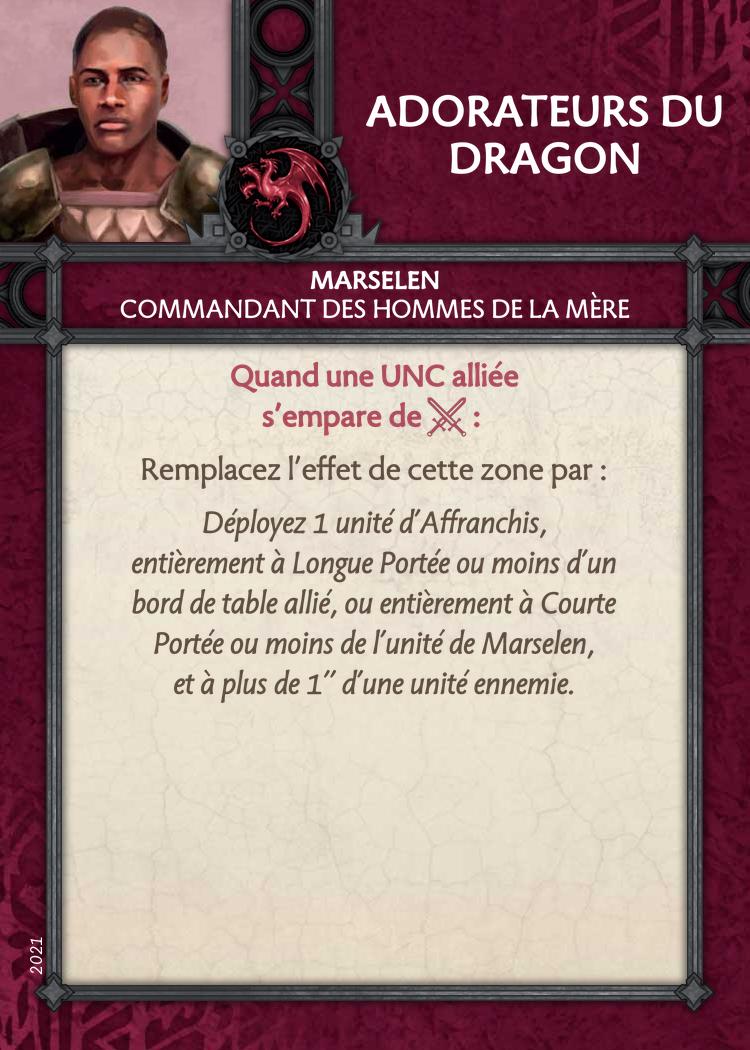 ADORATEURS DU
DRAGON
MARSELEN
COMMANDANT DES HOMMES DE LA MÈRE
Quand une UNC alliée
s'empare de :
Remplacez l'effet de cette zone par :
Déployez 1 unité d'Affranchis,
entièrement à Longue Portée ou moins d'un
bord de table allié, ou entièrement à Courte
Portée ou moins de l'unité de Marselen,
et à plus de 1" d'une unité ennemie.
2021